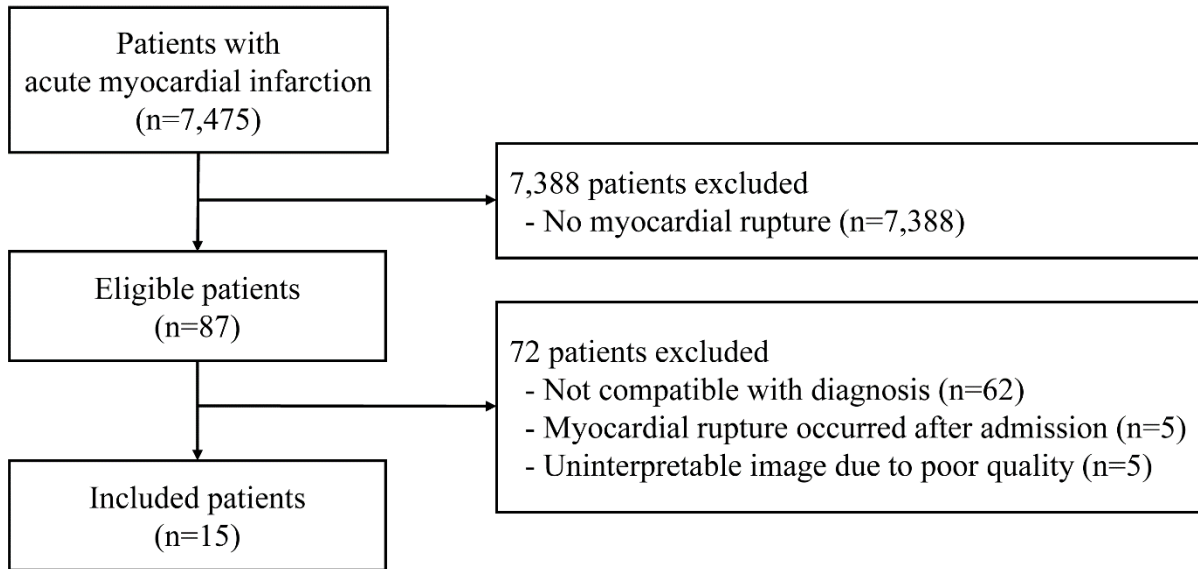 Patients with
acute myocardial infarction
(n=7,475)
7,388 patients excluded
- No myocardial rupture (n=7,388)
Eligible patients
(n=87)
72 patients excluded
- Not compatible with diagnosis (n=62)
- Myocardial rupture occurred after admission (n=5)
- Uninterpretable image due to poor quality (n=5)
Included patients
(n=15)